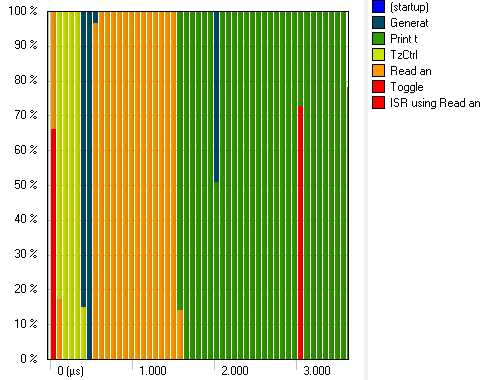 100 %
90 %
80 %
70 %
60 %
50 %
40 %
30 %
20 %
10 %
0 %
0 (µs) 1.000 2.000 3.000
(startup)
Generat
Print t
TzCtrl
Read an
Toggle
ISR using Read an